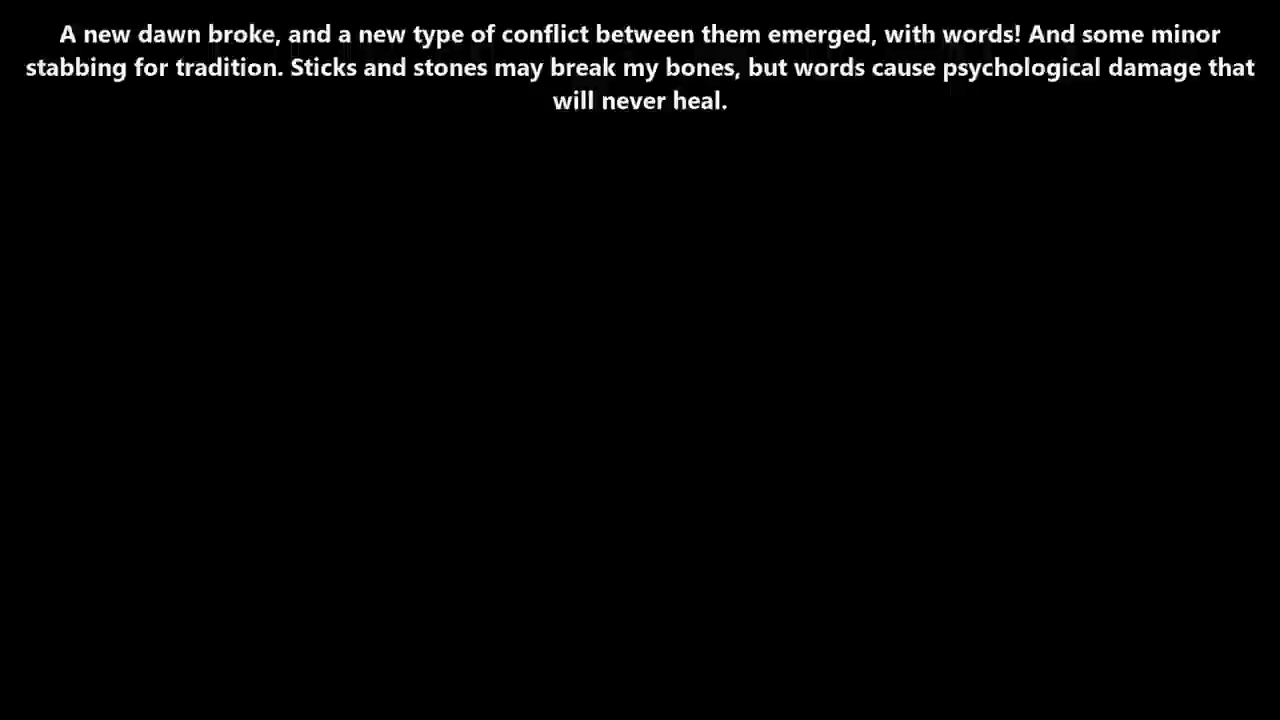 A new dawn broke, and a new type of conflict between them emerged, with words! And some minor
stabbing for tradition. Sticks and stones may break my bones, but words cause psychological damage that
will never heal.